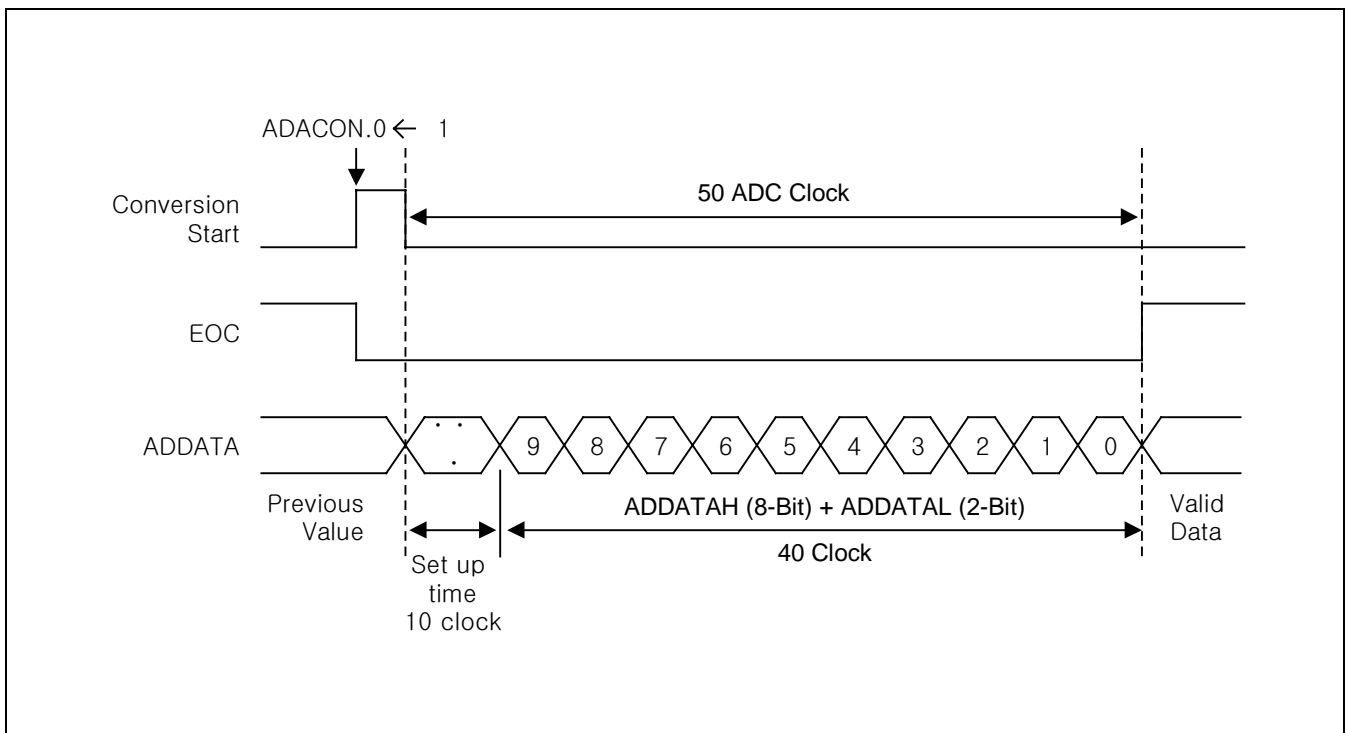 ADACON.0 ← 1
50 ADC Clock
Conversion
Start
EOC
ADDATA
9 8 7 6 5 4 3 2 1 0
Previous
Value
ADDATAH (8-Bit) + ADDATAL (2-Bit)
40 Clock
Valid
Data
Set up
time
10 clock